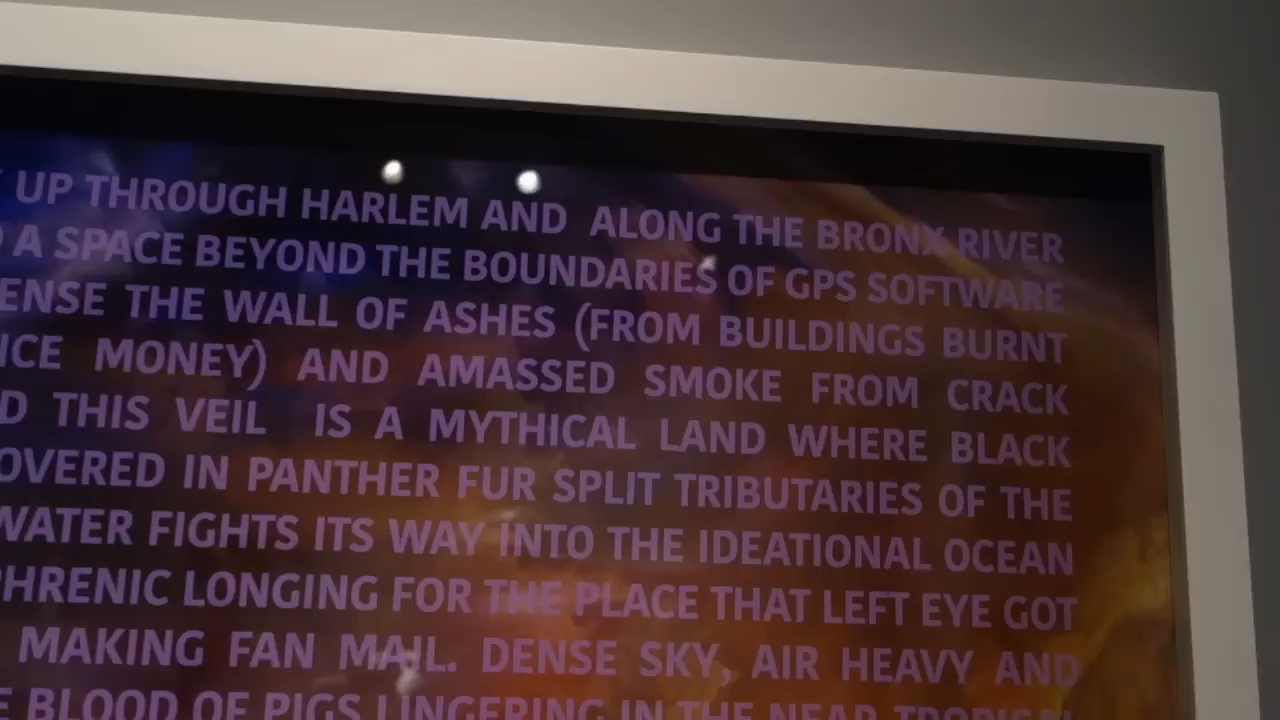 UP THROUGH HARLEM AND ALONG THE BRONX RIVER
A SPACE BEYOND THE BOUNDARIES OF GPS SOFTWARE
ENSE THE WALL OF ASHES (FROM BUILDINGS BURNT
ICE MONEY) AND AMASSED SMOKE FROM CRACK
D THIS VEIL IS A MYTHICAL LAND WHERE BLACK
OVERED IN PANTHER FUR SPLIT TRIBUTARIES OF THE
WATER FIGHTS ITS WAY INTO THE IDEATIONAL OCEAN
PHRENIC LONGING FOR THE PLACE THAT LEFT EYE GOT
MAKING FAN MAIL. DENSE SKY, AIR HEAVY AND
E BLOOD OF PIGS LINGERING IN THE NEAR TROPICAL